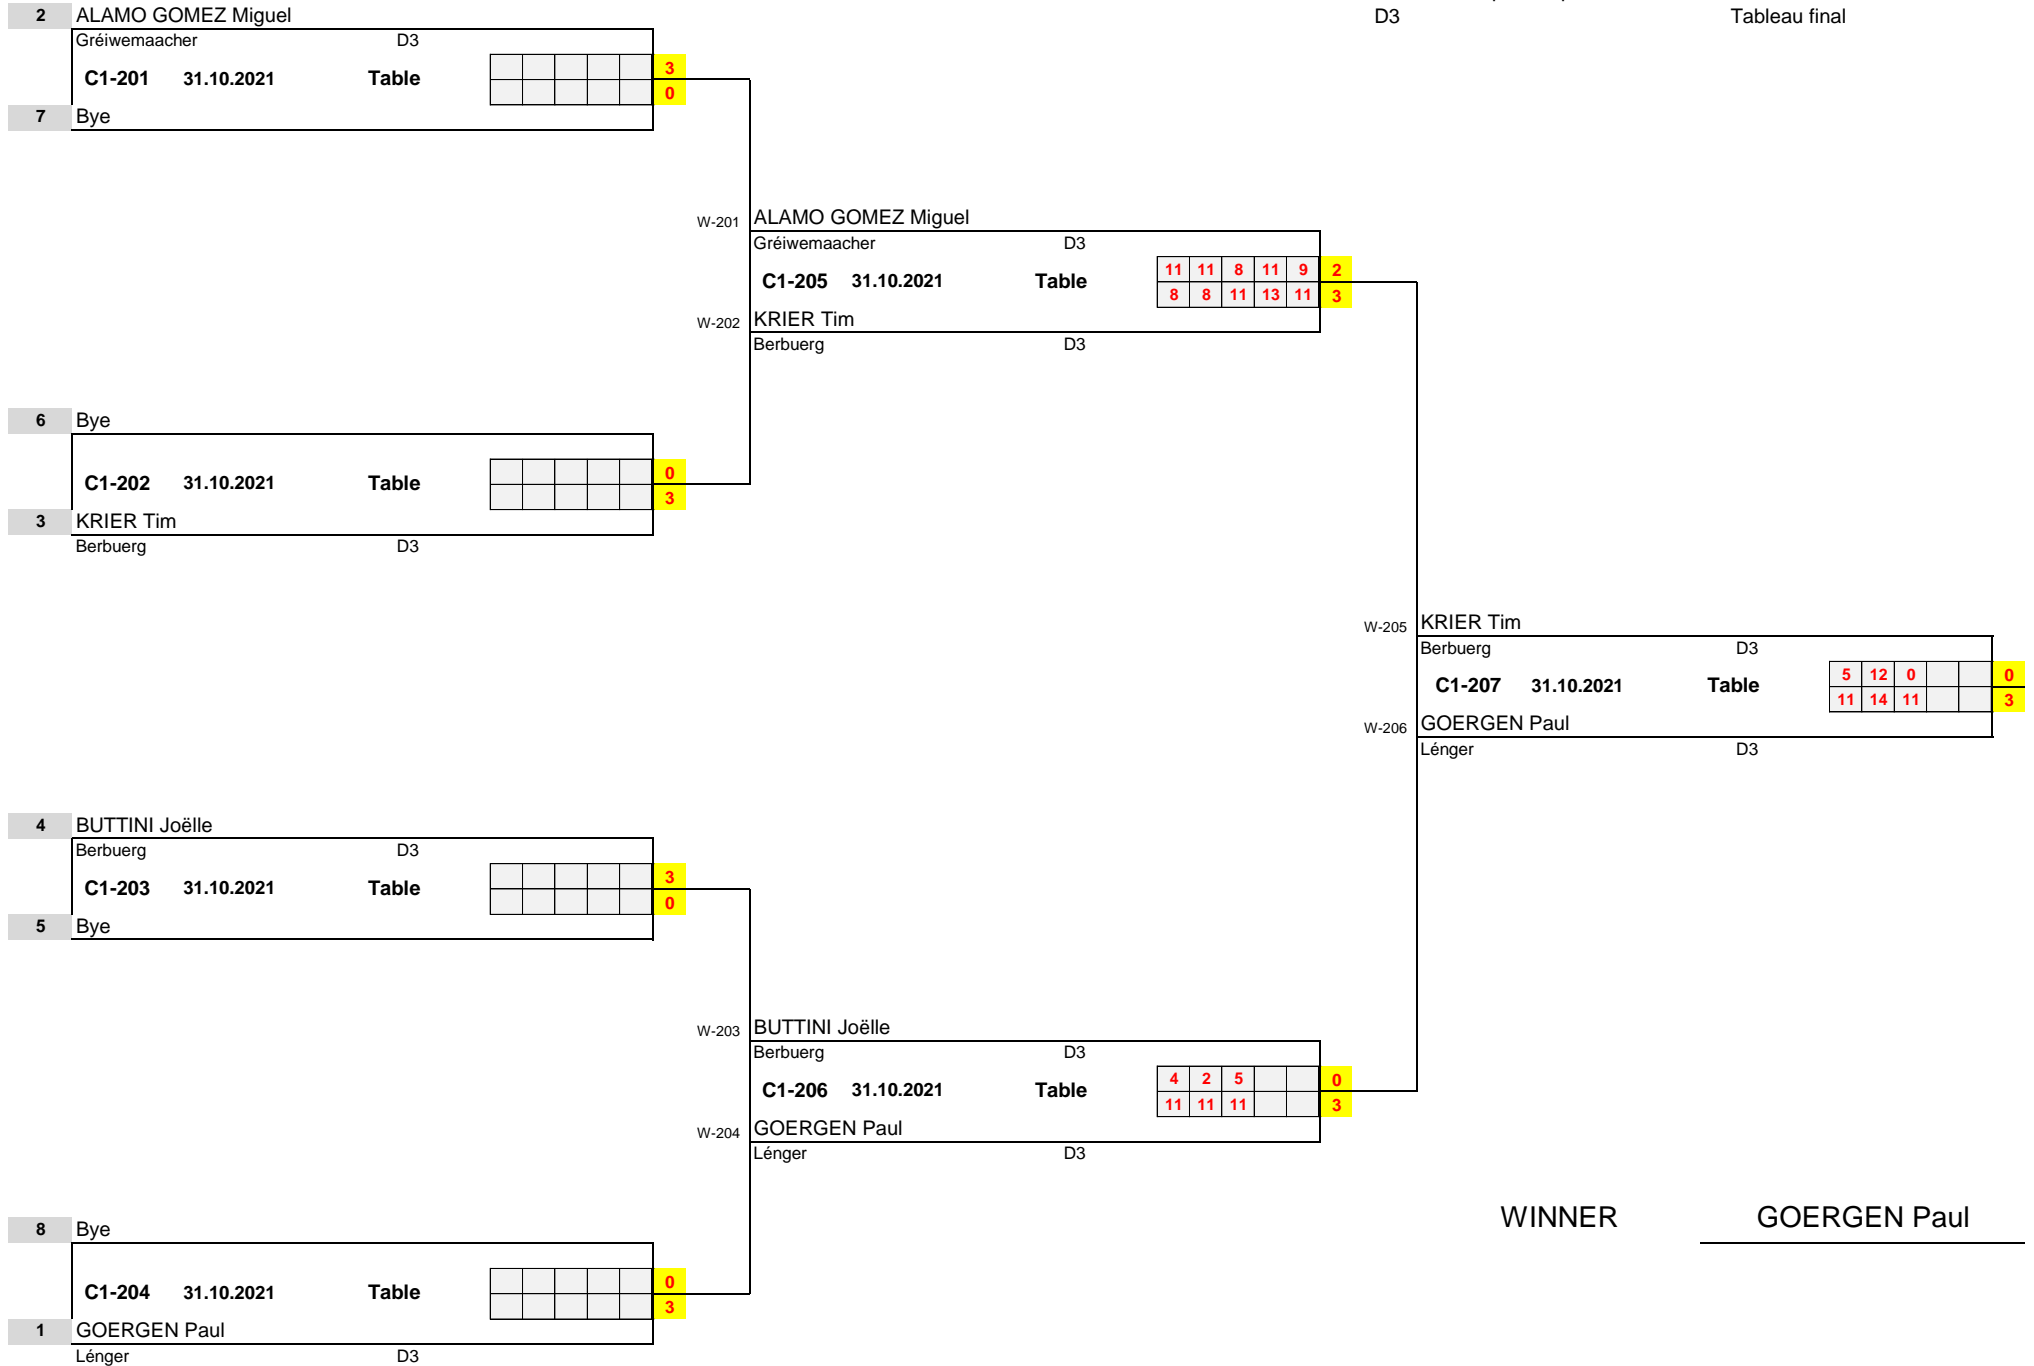 D3 Tableau final
2 ALAMO GOMEZ Miguel
Gréiwemaacher D3
C1-201 31.10.2021 Table 3
0
7 Bye
W-201 ALAMO GOMEZ Miguel
Gréiwemaacher D3
C1-205 31.10.2021 Table 11 11 8 11 9 2
8 8 11 13 11 3
W-202 KRIER Tim
Berbuerg D3
6 Bye
C1-202 31.10.2021 Table 0
3
3 KRIER Tim
Berbuerg D3
W-205 KRIER Tim
Berbuerg D3
C1-207 31.10.2021 Table 5 12 0 0
11 14 11 3
W-206 GOERGEN Paul
Lénger D3
4 BUTTINI Joëlle
Berbuerg D3
C1-203 31.10.2021 Table 3
0
5 Bye
W-203 BUTTINI Joëlle
Berbuerg D3
C1-206 31.10.2021 Table 4 2 5 0
11 11 11 3
W-204 GOERGEN Paul
Lénger D3
WINNER GOERGEN Paul
8 Bye
C1-204 31.10.2021 Table 0
3
1 GOERGEN Paul
Lénger D3